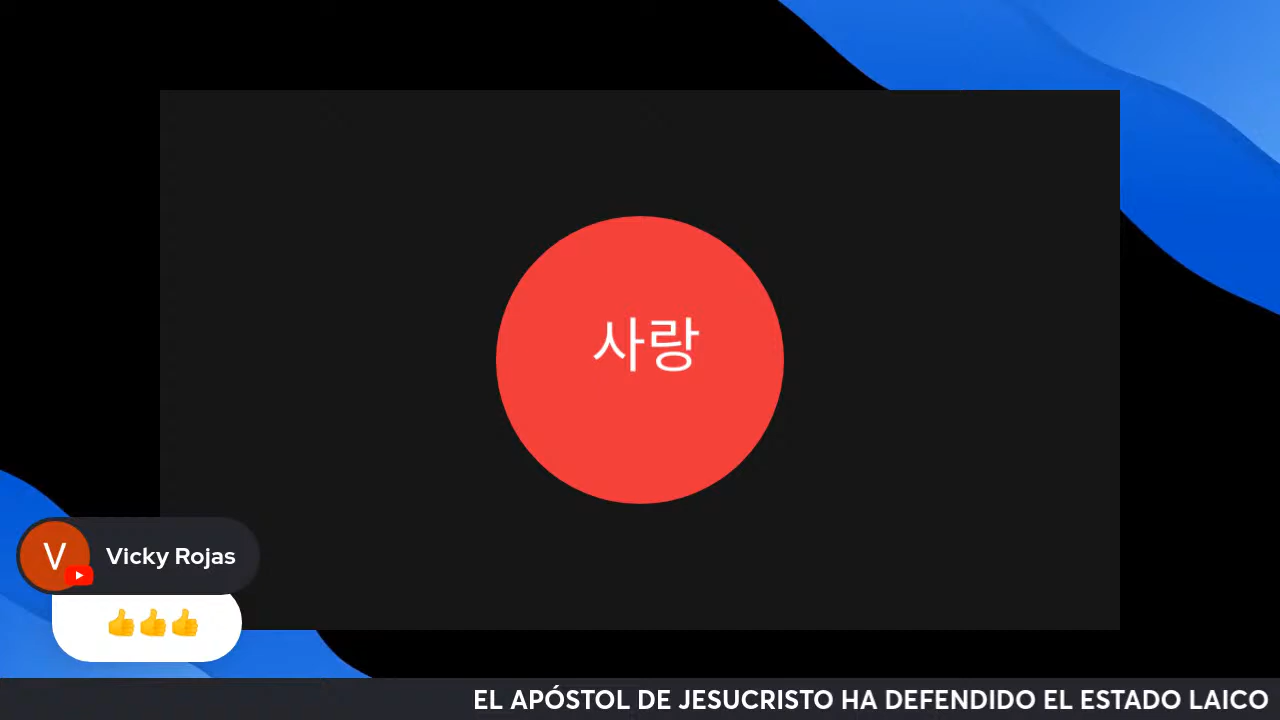 사랑
V
Vicky Rojas
👍👍👍
EL APÓSTOL DE JESUCRISTO HA DEFENDIDO EL ESTADO LAICO